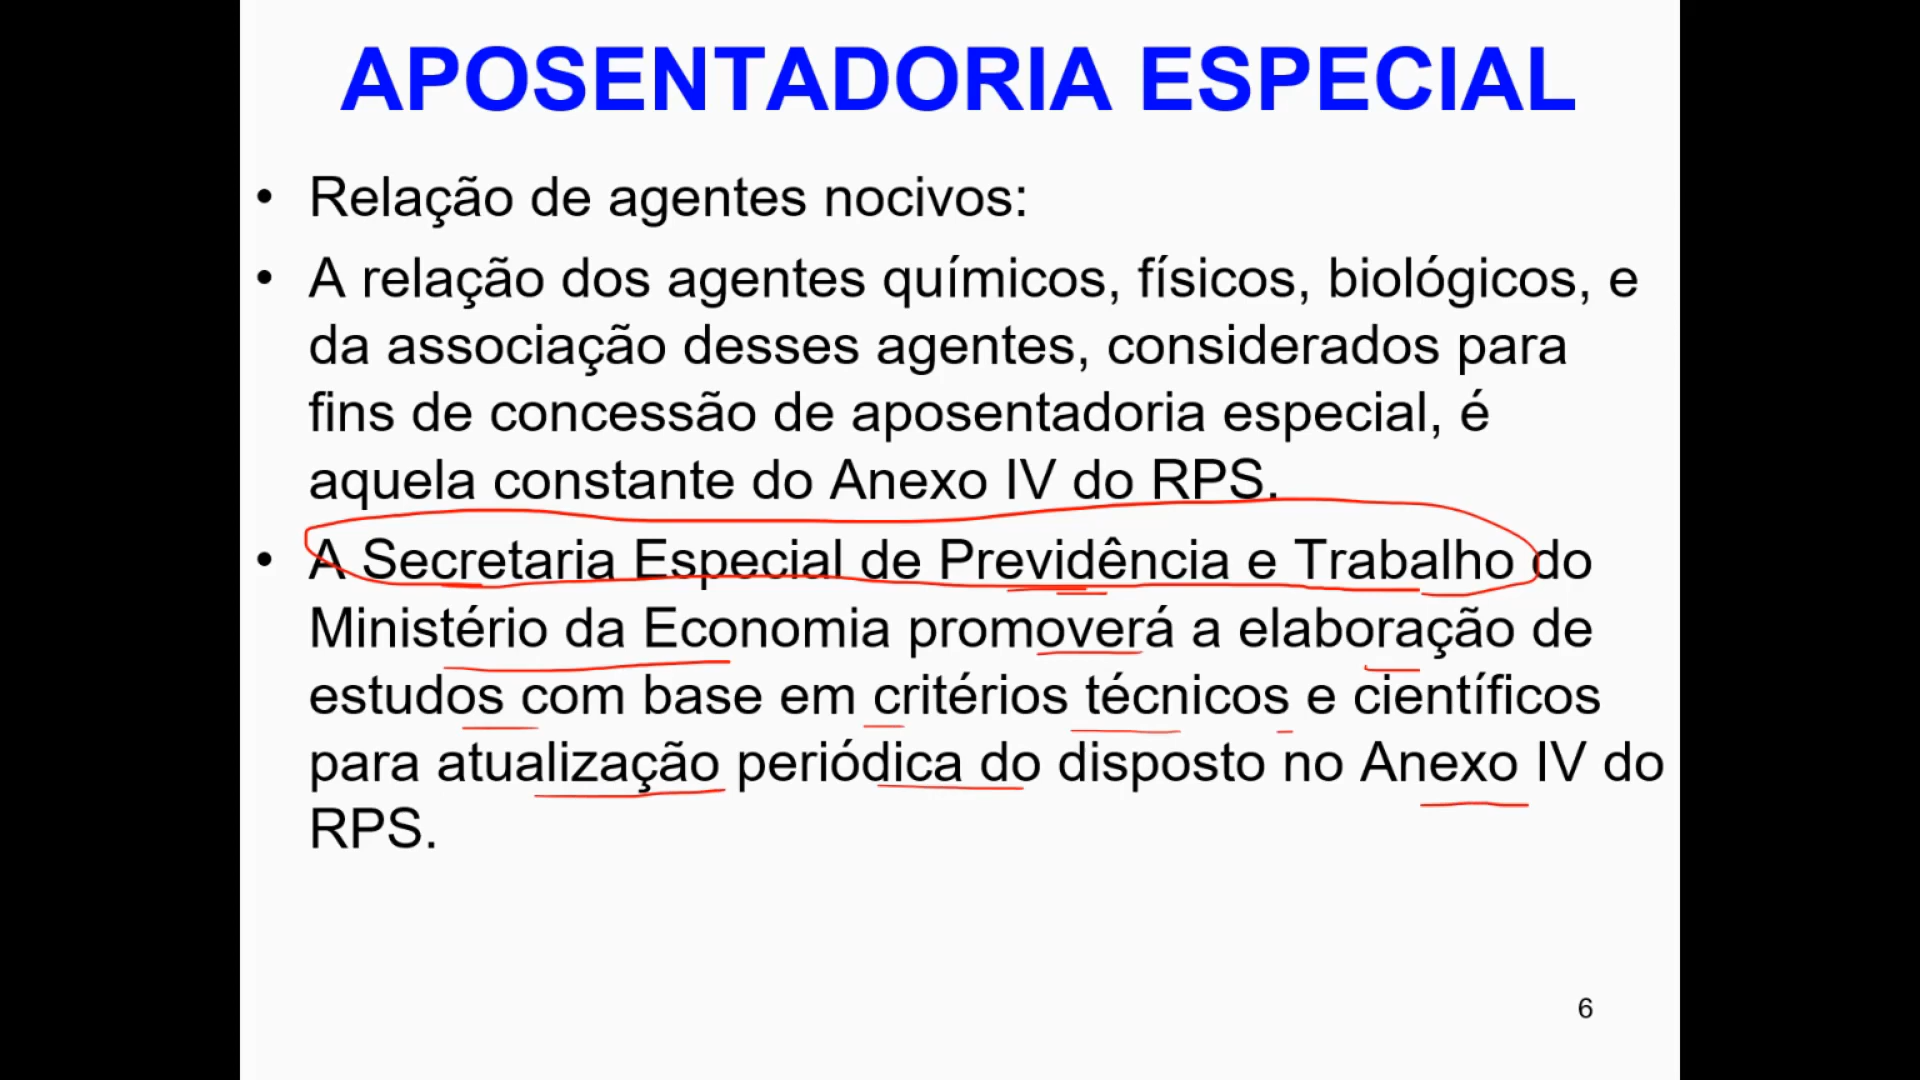 APOSENTADORIA ESPECIAL
• Relação de agentes nocivos:
• A relação dos agentes químicos, físicos, biológicos, e
da associação desses agentes, considerados para
fins de concessão de aposentadoria especial, é
aquela constante do Anexo IV do RPS.
• A Secretaria Especial de Previdência e Trabalho do
Ministério da Economia promoverá a elaboração de
estudos com base em critérios técnicos e científicos
para atualização periódica do disposto no Anexo IV do
RPS.
6